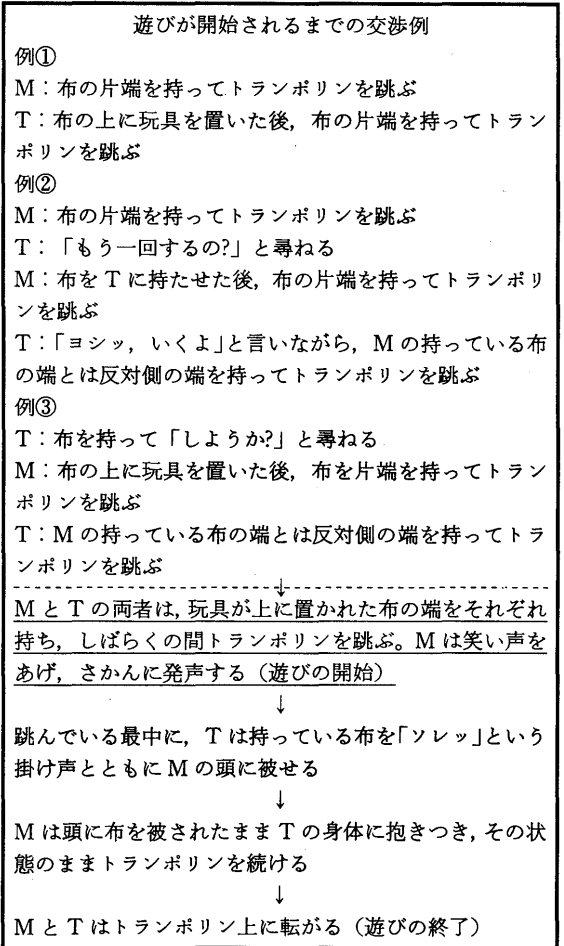 遊びが開始されるまでの交渉例
例①
M：布の片端を持ってトランポリンを跳ぶ
T：布の上に玩具を置いた後，布の片端を持ってトラン
ポリンを跳ぶ
例②
M：布の片端を持ってトランポリンを跳ぶ
T：「もう一回するの?」と尋ねる
M：布を T に持たせた後，布の片端を持ってトランポリ
ンを跳ぶ
T：「ヨシッ，いくよ」と言いながら，M の持っている布
の端とは反対側の端を持ってトランポリンを跳ぶ
例③
T：布を持って「しようか?」と尋ねる
M：布の上に玩具を置いた後，布を片端を持ってトラン
ポリンを跳ぶ
T：M の持っている布の端とは反対側の端を持ってトラ
ンポリンを跳ぶ
↓
M と T の両者は，玩具が上に置かれた布の端をそれぞれ
持ち，しばらくの間トランポリンを跳ぶ。M は笑い声を
あげ，さかんに発声する（遊びの開始）
↓
跳んでいる最中に，T は持っている布を「ソレッ」という
掛け声とともに M の頭に被せる
↓
M は頭に布を被されたまま T の身体に抱きつき，その状
態のままトランポリンを続ける
↓
M と T はトランポリン上に転がる（遊びの終了）